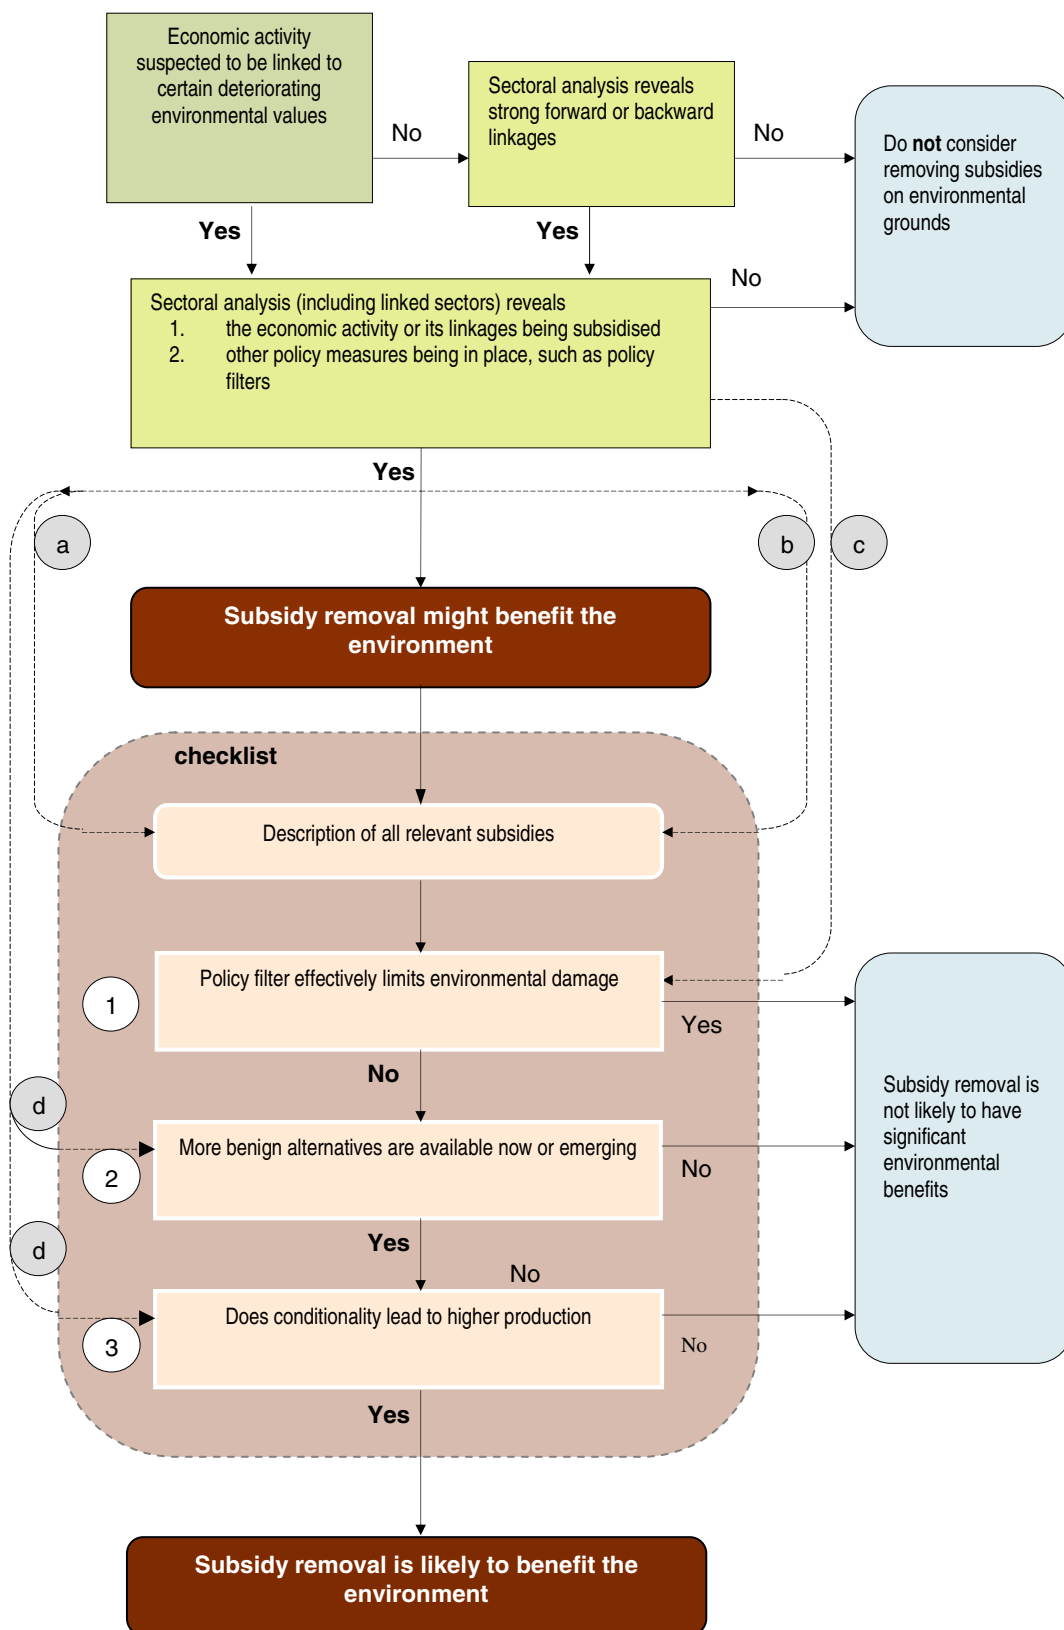 Economic activity
suspected to be linked to
certain deteriorating
environmental values
Sectoral analysis reveals
strong forward or backward
linkages
No
No
Do not consider
removing subsidies
on environmental
grounds
Yes
Yes
No
Sectoral analysis (including linked sectors) reveals
1. the economic activity or its linkages being subsidised
2. other policy measures being in place, such as policy
filters
Yes
a
b
c
Subsidy removal might benefit the
environment
checklist
Description of all relevant subsidies
Policy filter effectively limits environmental damage
1
Yes
No
Subsidy removal is
not likely to have
significant
environmental
benefits
d
More benign alternatives are available now or emerging
2
No
Yes
d
No
Does conditionality lead to higher production
3
No
Yes
Subsidy removal is likely to benefit the
environment